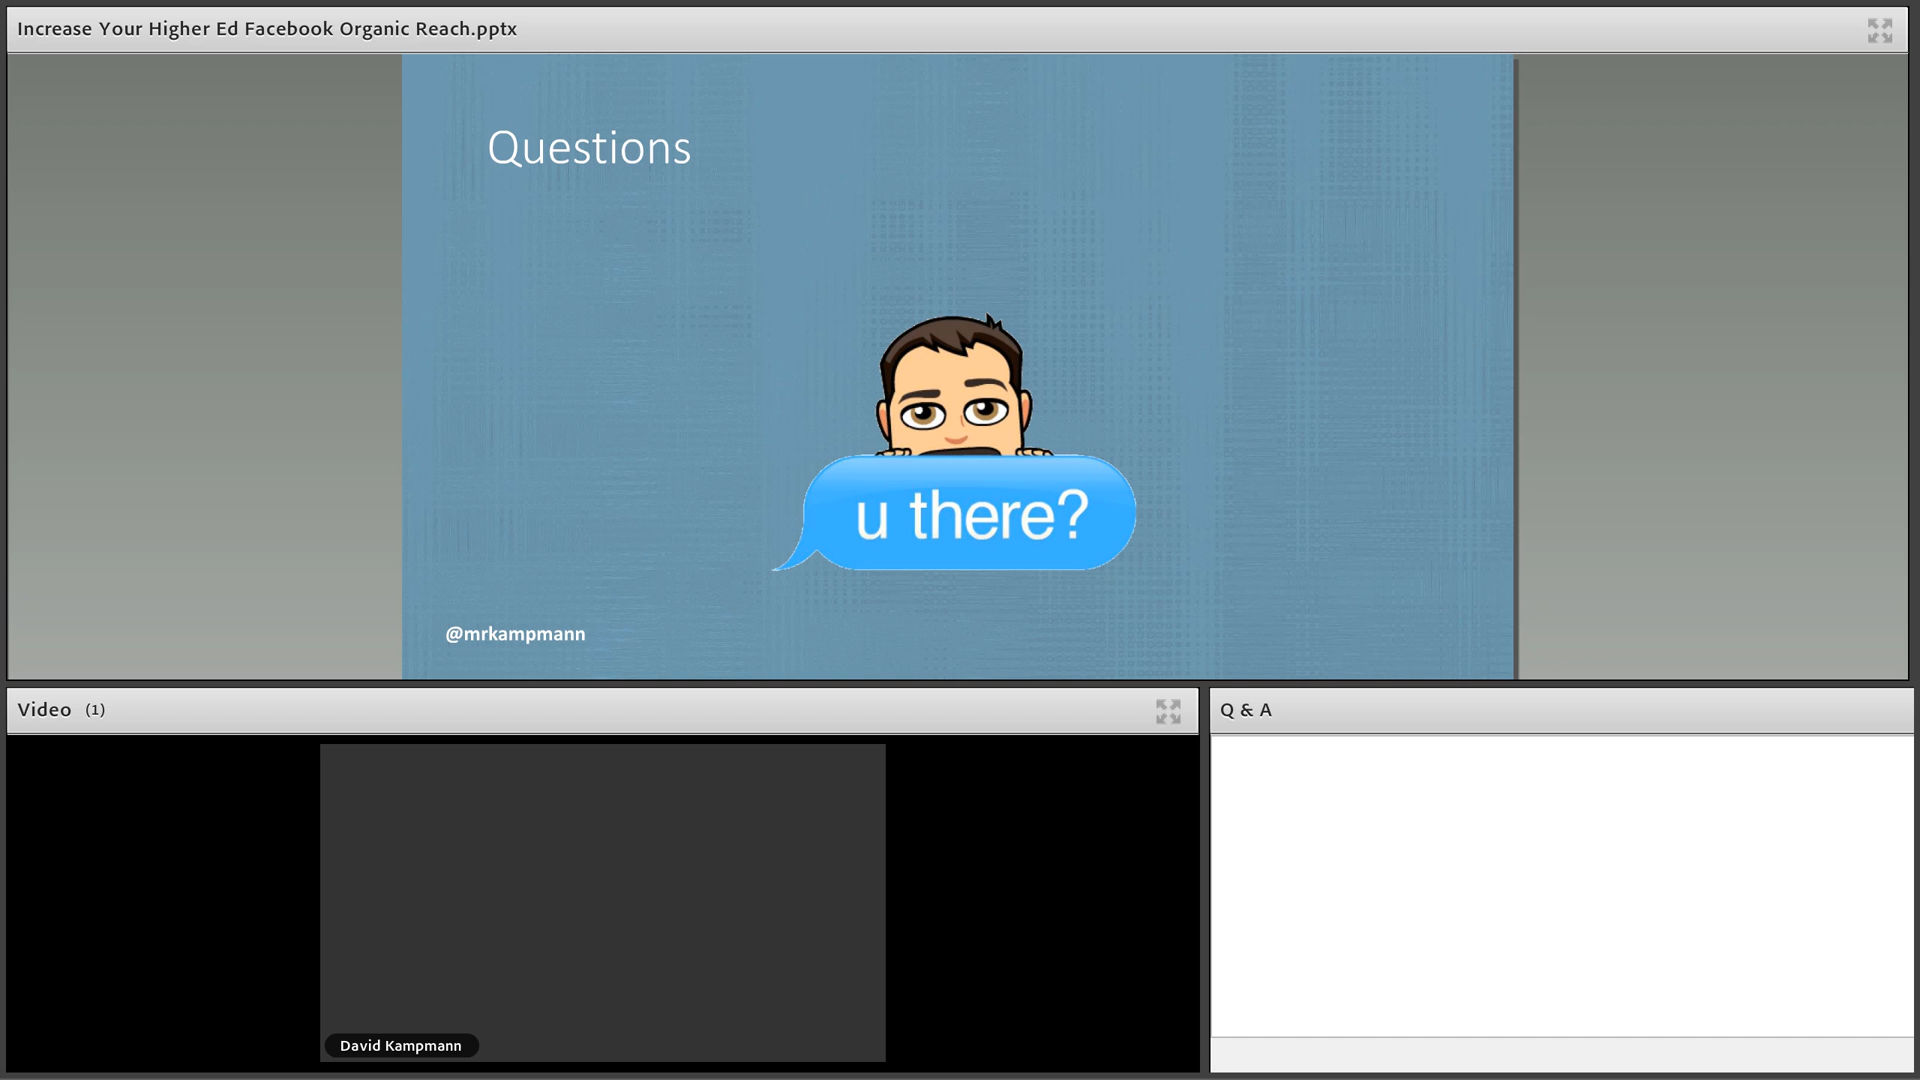 Increase Your Higher Ed Facebook Organic Reach.pptx
Questions
u there?
@mrkampmann
Video (1)
David Kampmann
Q & A